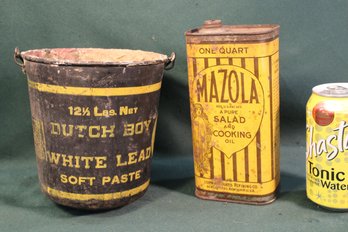 12½ Lbs. Net
DUTCH BOY
WHITE LEAD
SOFT PASTE
ONE QUART
MAZOLA
A PURE
SALAD
AND
COOKING
OIL
Shasta
Tonic
Water